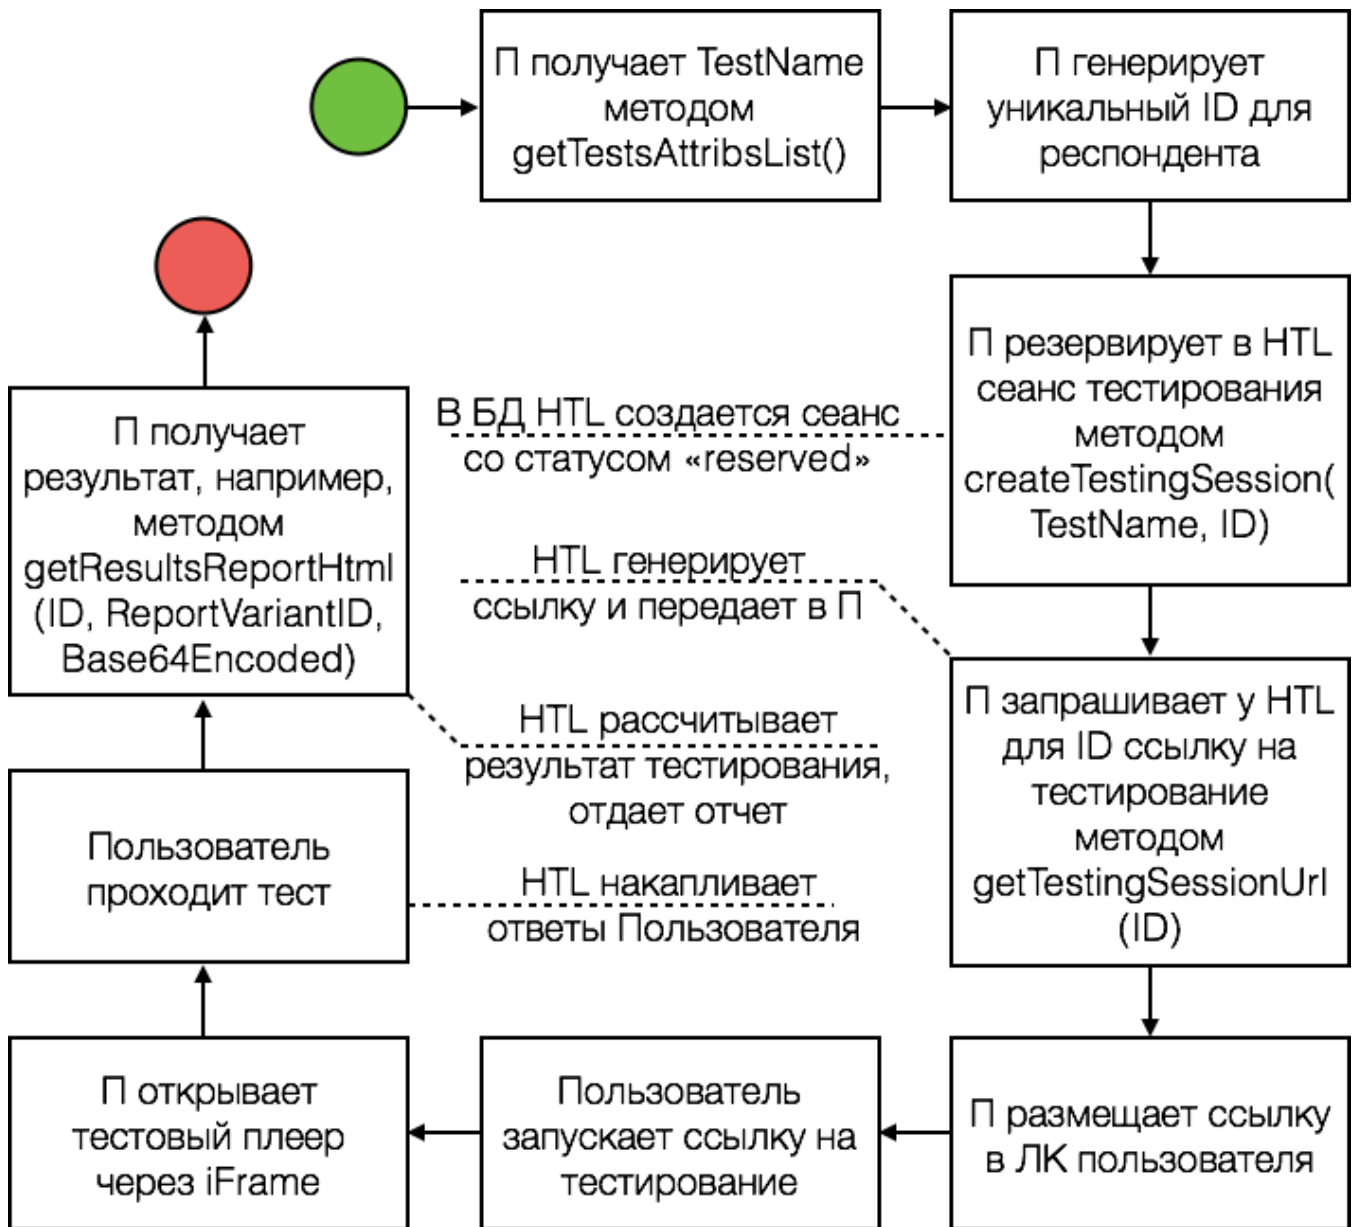 П получает TestName
методом
getTestsAttribsList()
П генерирует
уникальный ID для
респондента
П резервирует в HTL
сеанс тестирования
методом
createTestingSession(
TestName, ID)
В БД HTL создается сеанс
со статусом «reserved»
П запрашивает у HTL
для ID ссылку на
тестирование
методом
getTestingSessionUrl
(ID)
HTL генерирует
ссылку и передает в П
П размещает ссылку
в ЛК пользователя
Пользователь
запускает ссылку на
тестирование
П открывает
тестовый плеер
через iFrame
Пользователь
проходит тест
HTL накапливает
ответы Пользователя
П получает
результат, например,
методом
getResultsReportHtml
(ID, ReportVariantID,
Base64Encoded)
HTL рассчитывает
результат тестирования,
отдает отчет